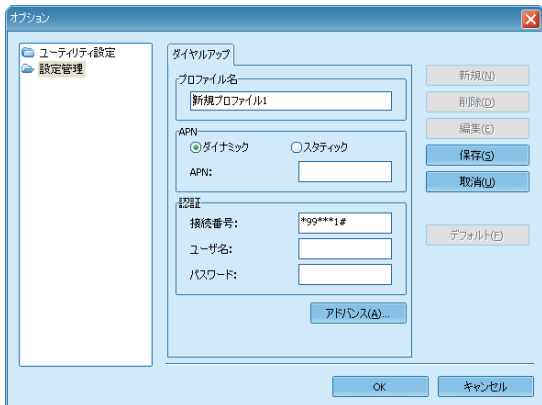 オプション
ユーティリティ設定
設定管理
ダイヤルアップ
プロファイル名
新規プロファイル1
APN
ダイナミック
スタティック
APN:
認証
接続番号:
*99***1#
ユーザ名:
パスワード:
アドバンス(A)...
新規(N)
削除(D)
編集(E)
保存(S)
取消(U)
デフォルト(F)
OK
キャンセル